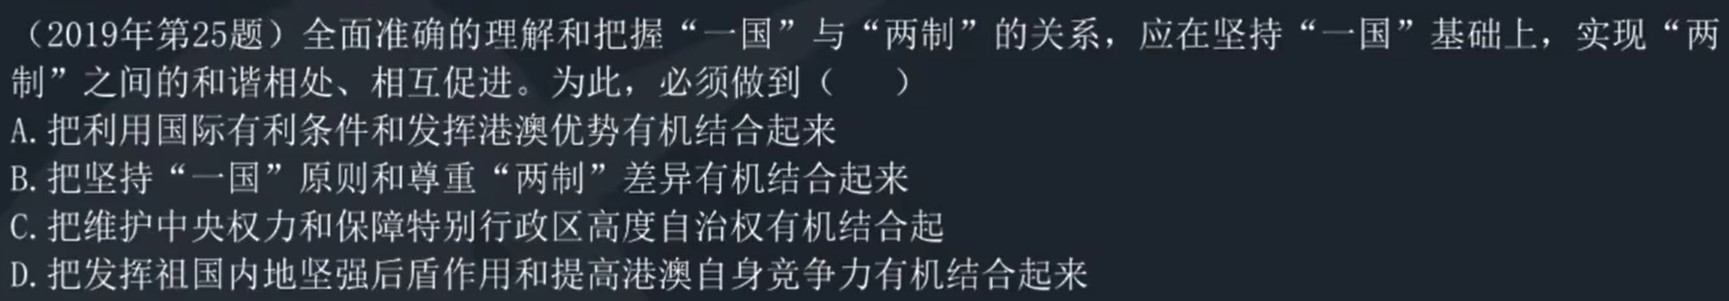 （2019年第25题）全面准确的理解和把握“一国”与“两制”的关系，应在坚持“一国”基础上，实现“两
制”之间的和谐相处、相互促进。为此，必须做到（　　）
A.把利用国际有利条件和发挥港澳优势有机结合起来
B.把坚持“一国”原则和尊重“两制”差异有机结合起来
C.把维护中央权力和保障特别行政区高度自治权有机结合起
D.把发挥祖国内地坚强后盾作用和提高港澳自身竞争力有机结合起来